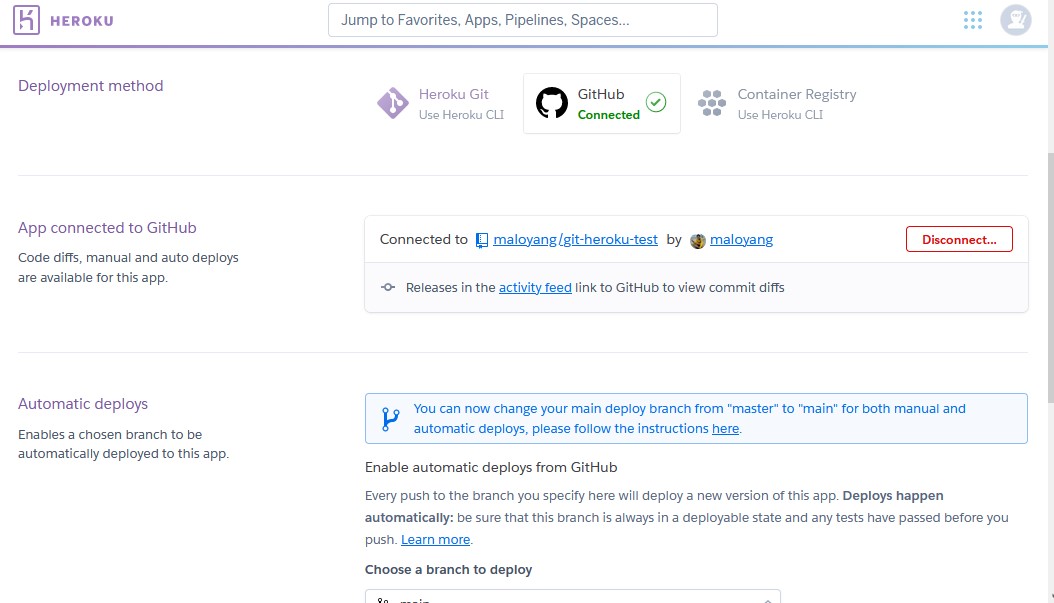 HEROKU
Jump to Favorites, Apps, Pipelines, Spaces...
Deployment method
Heroku Git
Use Heroku CLI
GitHub
Connected
Container Registry
Use Heroku CLI
App connected to GitHub
Code diffs, manual and auto deploys
are available for this app.
Connected to maloyang/git-heroku-test by maloyang
Disconnect...
Releases in the activity feed link to GitHub to view commit diffs
Automatic deploys
Enables a chosen branch to be
automatically deployed to this app.
You can now change your main deploy branch from "master" to "main" for both manual and
automatic deploys, please follow the instructions here.
Enable automatic deploys from GitHub
Every push to the branch you specify here will deploy a new version of this app. Deploys happen
automatically: be sure that this branch is always in a deployable state and any tests have passed before you
push. Learn more.
Choose a branch to deploy
main